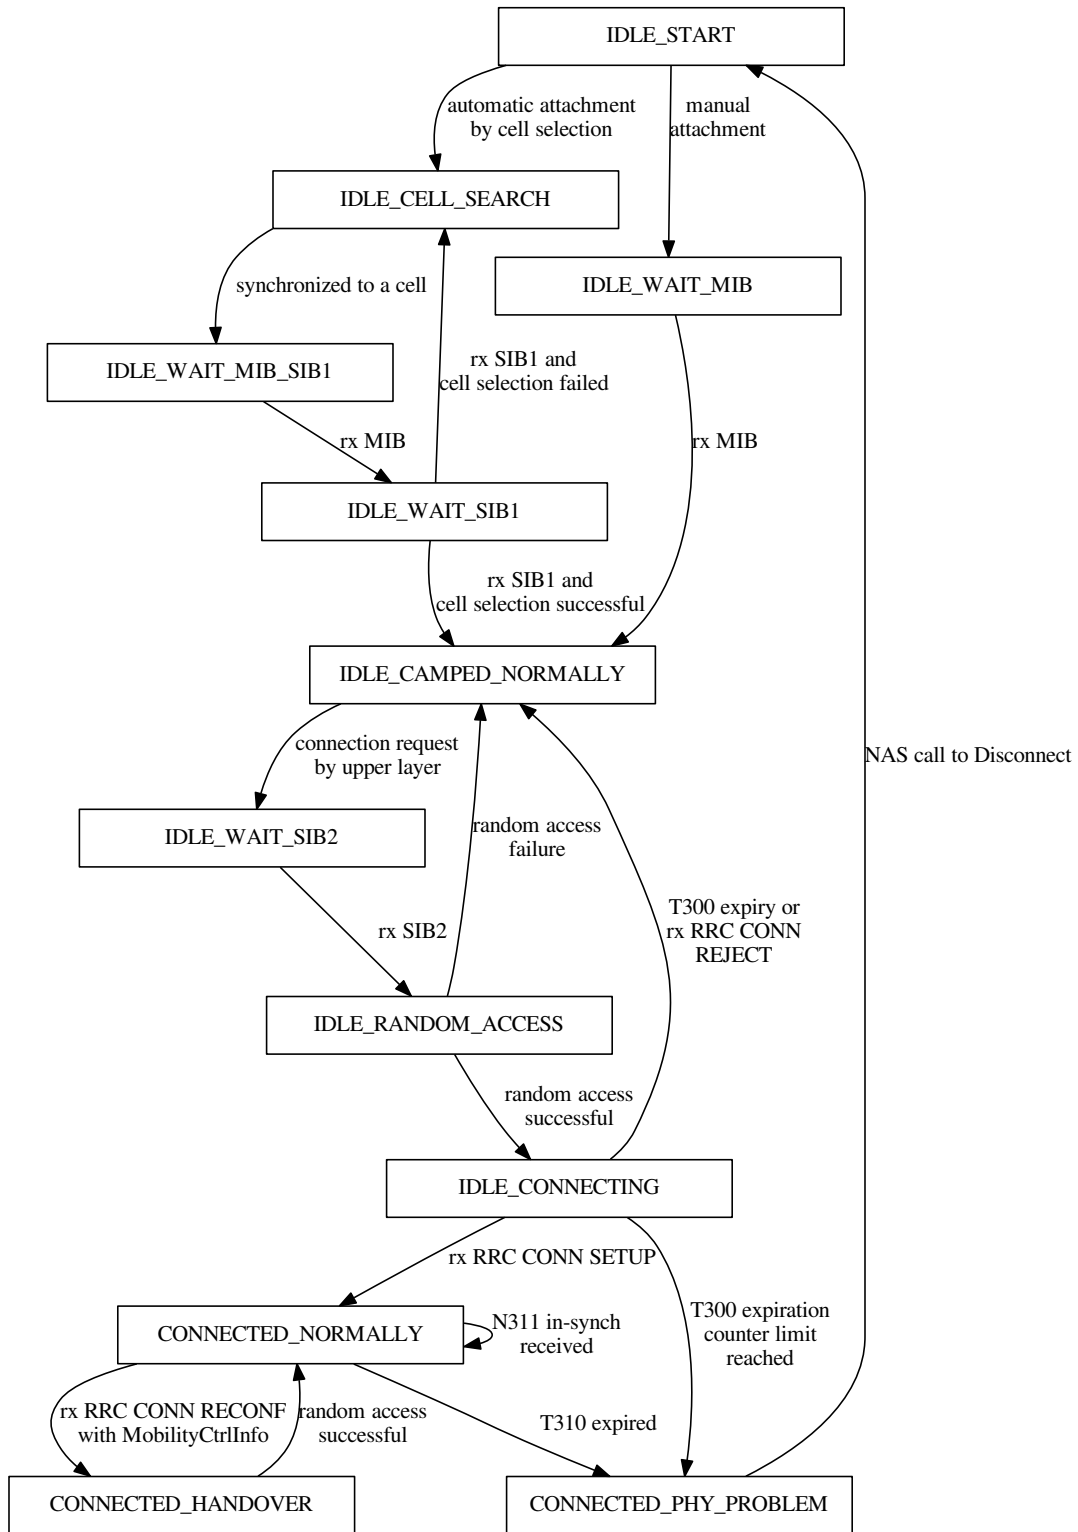 IDLE_START
automatic attachment
by cell selection
manual
attachment
IDLE_CELL_SEARCH
synchronized to a cell
IDLE_WAIT_MIB
IDLE_WAIT_MIB_SIB1
rx SIB1 and
cell selection failed
rx MIB
rx MIB
IDLE_WAIT_SIB1
rx SIB1 and
cell selection successful
IDLE_CAMPED_NORMALLY
connection request
by upper layer
NAS call to Disconnect
IDLE_WAIT_SIB2
random access
failure
rx SIB2
T300 expiry or
rx RRC CONN
REJECT
IDLE_RANDOM_ACCESS
random access
successful
IDLE_CONNECTING
rx RRC CONN SETUP
CONNECTED_NORMALLY
N311 in-synch
received
T300 expiration
counter limit
reached
rx RRC CONN RECONF
with MobilityCtrlInfo
random access
successful
T310 expired
CONNECTED_HANDOVER
CONNECTED_PHY_PROBLEM